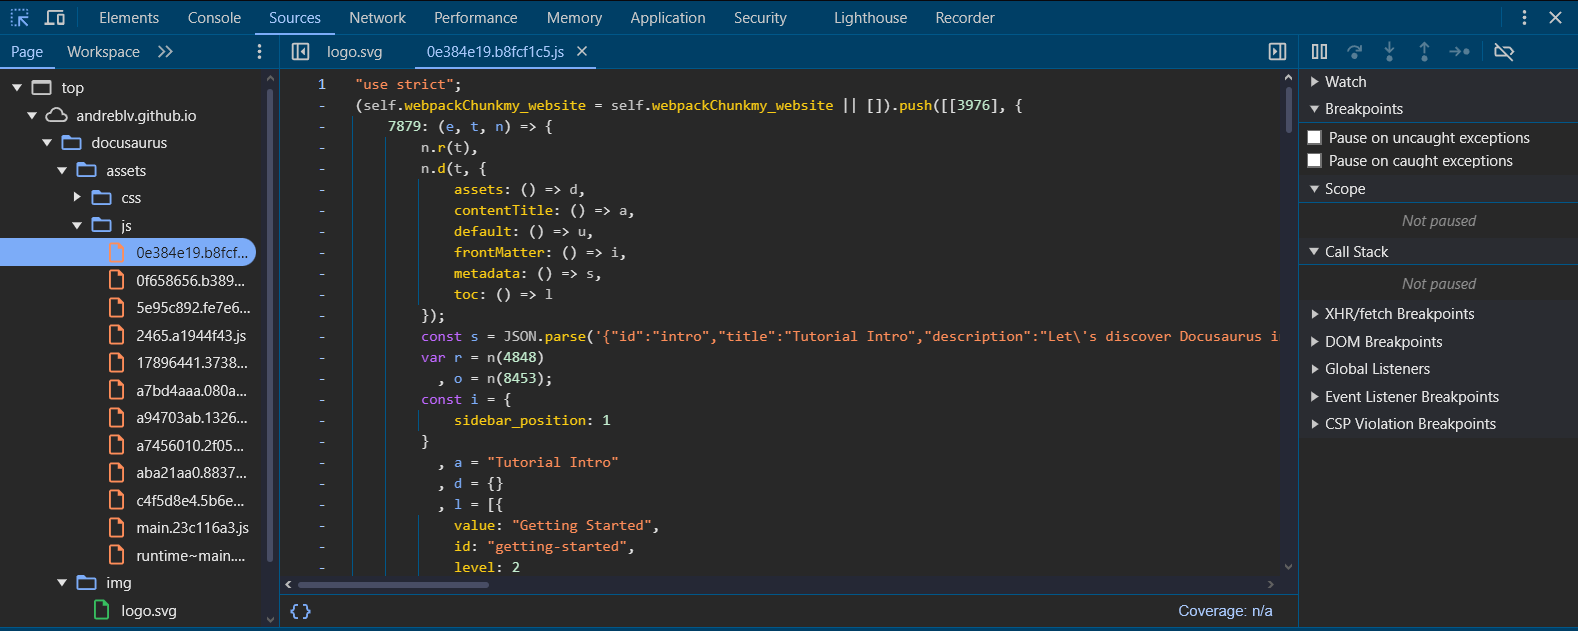 Elements Console Sources Network Performance Memory Application Security Lighthouse Recorder
Page Workspace
top
andreblv.github.io
docusaurus
assets
css
js
0e384e19.b8fcf...
0f658656.b389...
5e95c892.fe7e6...
2465.a1944f43.js
17896441.3738...
a7bd4aaa.080a...
a94703ab.1326...
a7456010.2f05...
aba21aa0.8837...
c4f5d8e4.5b6e...
main.23c116a3.js
runtime~main....
img
logo.svg
logo.svg 0e384e19.b8fcf1c5.js
1 "use strict";
- (self.webpackChunkmy_website = self.webpackChunkmy_website || []).push([[3976], {
- 7879: (e, t, n) => {
- n.r(t),
- n.d(t, {
- assets: () => d,
- contentTitle: () => a,
- default: () => u,
- frontMatter: () => i,
- metadata: () => s,
- toc: () => l
- });
- const s = JSON.parse('{"id":"intro","title":"Tutorial Intro","description":"Let\'s discover Docusaurus i
- var r = n(4848)
- , o = n(8453);
- const i = {
- sidebar_position: 1
- }
- , a = "Tutorial Intro"
- , d = {}
- , l = [{
- value: "Getting Started",
- id: "getting-started",
- level: 2
{} Coverage: n/a
Watch
Breakpoints
Pause on uncaught exceptions
Pause on caught exceptions
Scope
Not paused
Call Stack
Not paused
XHR/fetch Breakpoints
DOM Breakpoints
Global Listeners
Event Listener Breakpoints
CSP Violation Breakpoints